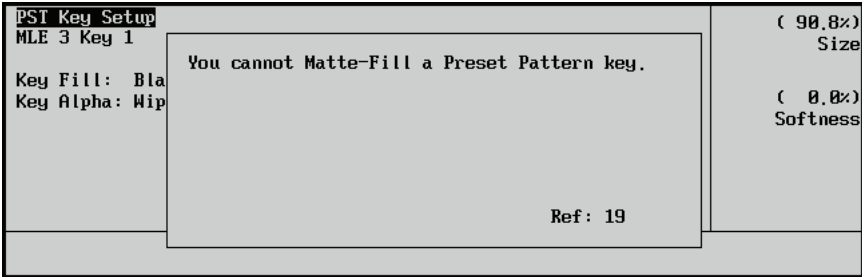 PST Key Setup
MLE 3 Key 1
Key Fill: Bla
Key Alpha: Wip
You cannot Matte-Fill a Preset Pattern key.
Ref: 19
( 90.8%)
Size
( 0.0%)
Softness